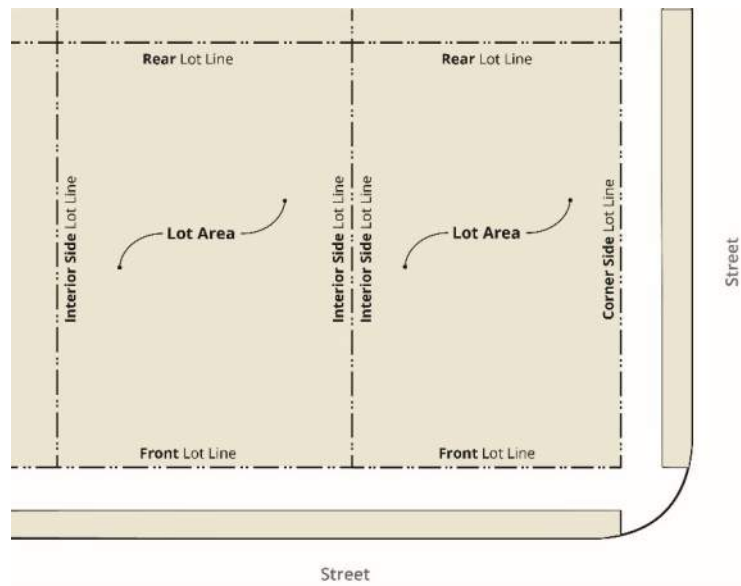 Rear Lot Line
Rear Lot Line
Interior Side Lot Line
Lot Area
Interior Side Lot Line
Interior Side Lot Line
Lot Area
Corner Side Lot Line
Street
Front Lot Line
Front Lot Line
Street